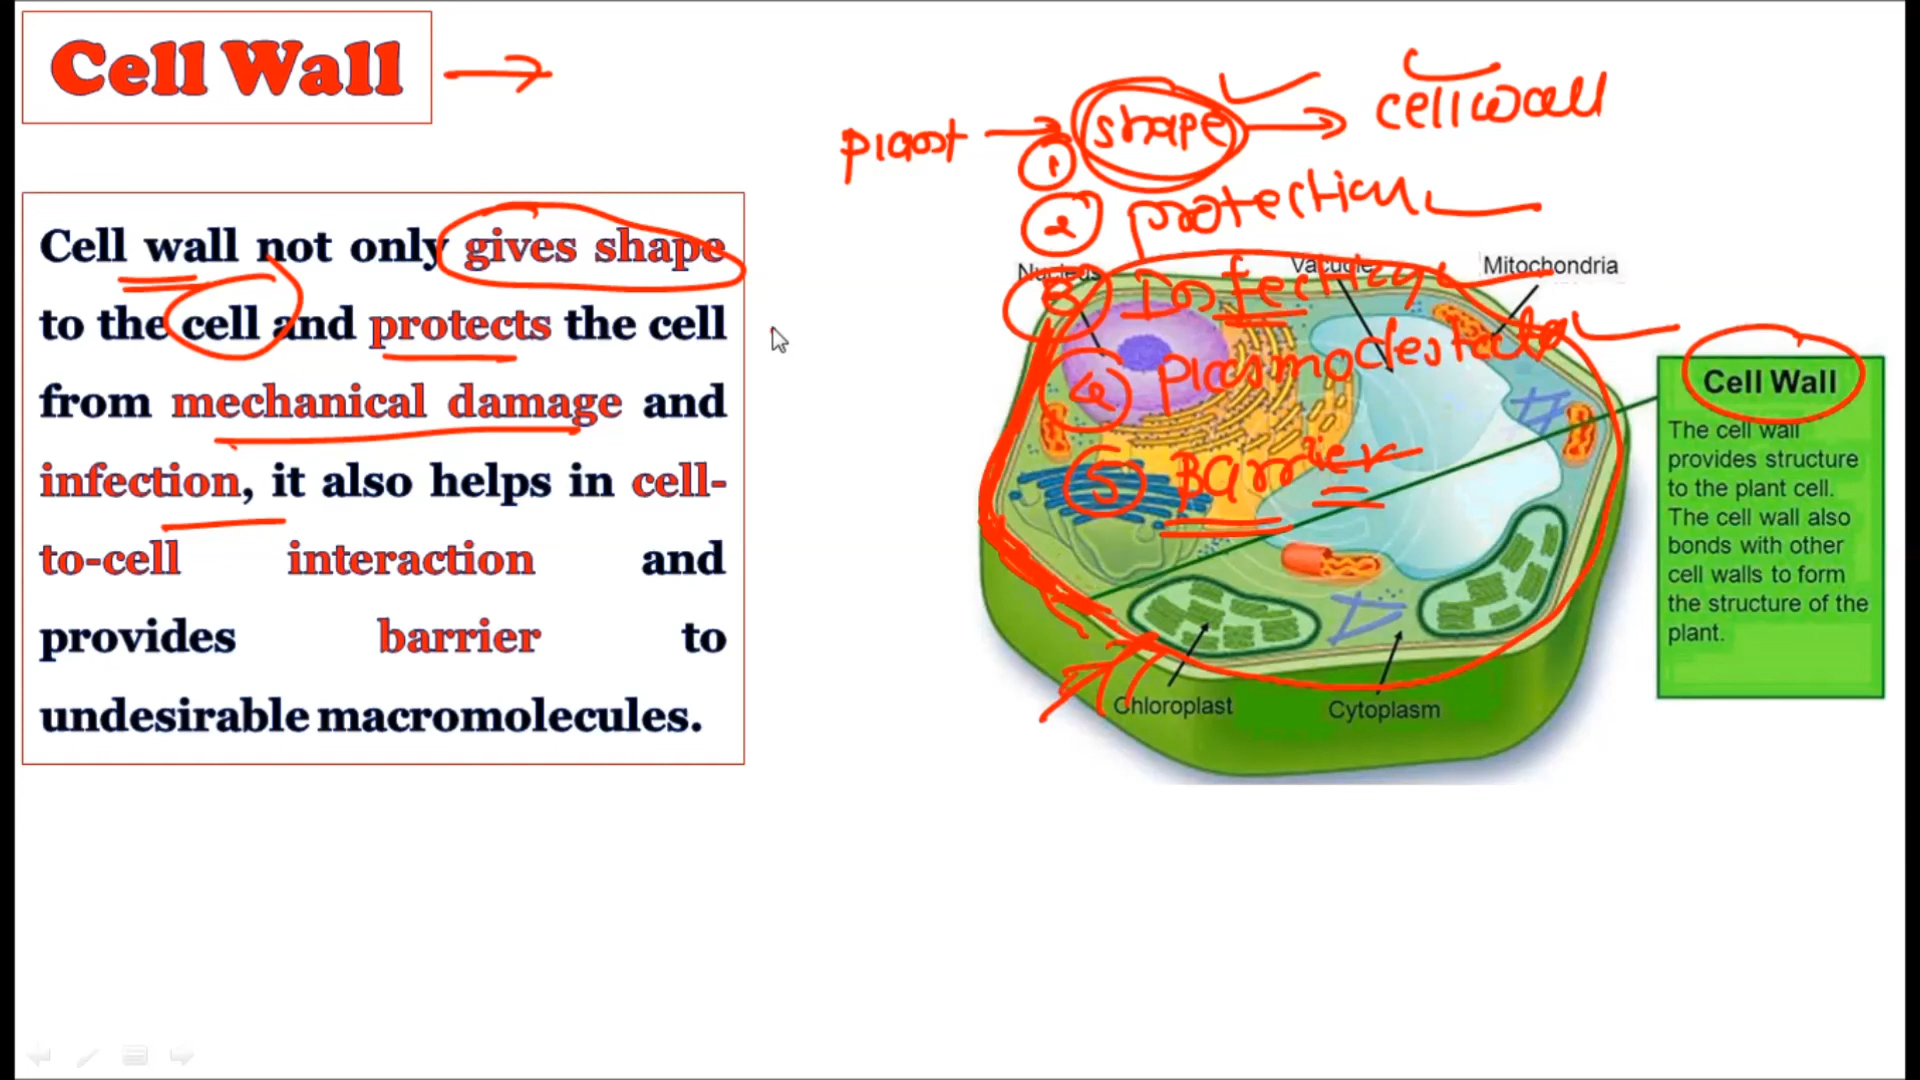 Cell Wall
Cell wall not only gives shape
to the cell and protects the cell
from mechanical damage and
infection, it also helps in cell-
to-cell interaction and
provides barrier to
undesirable macromolecules.
plant → shape → cellwall
1
2 protection
Nucleus Vacuole Mitochondria
3 Infection
4 plasmodesmata
5 Barrier
Chloroplast Cytoplasm
Cell Wall
The cell wall
provides structure
to the plant cell.
The cell wall also
bonds with other
cell walls to form
the structure of the
plant.